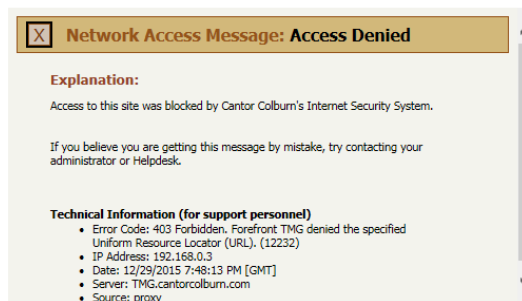 X Network Access Message: Access Denied
Explanation:
Access to this site was blocked by Cantor Colburn's Internet Security System.
If you believe you are getting this message by mistake, try contacting your
administrator or Helpdesk.
Technical Information (for support personnel)
• Error Code: 403 Forbidden. Forefront TMG denied the specified
Uniform Resource Locator (URL). (12232)
• IP Address: 192.168.0.3
• Date: 12/29/2015 7:48:13 PM [GMT]
• Server: TMG.cantorcolburn.com
• Source: proxy